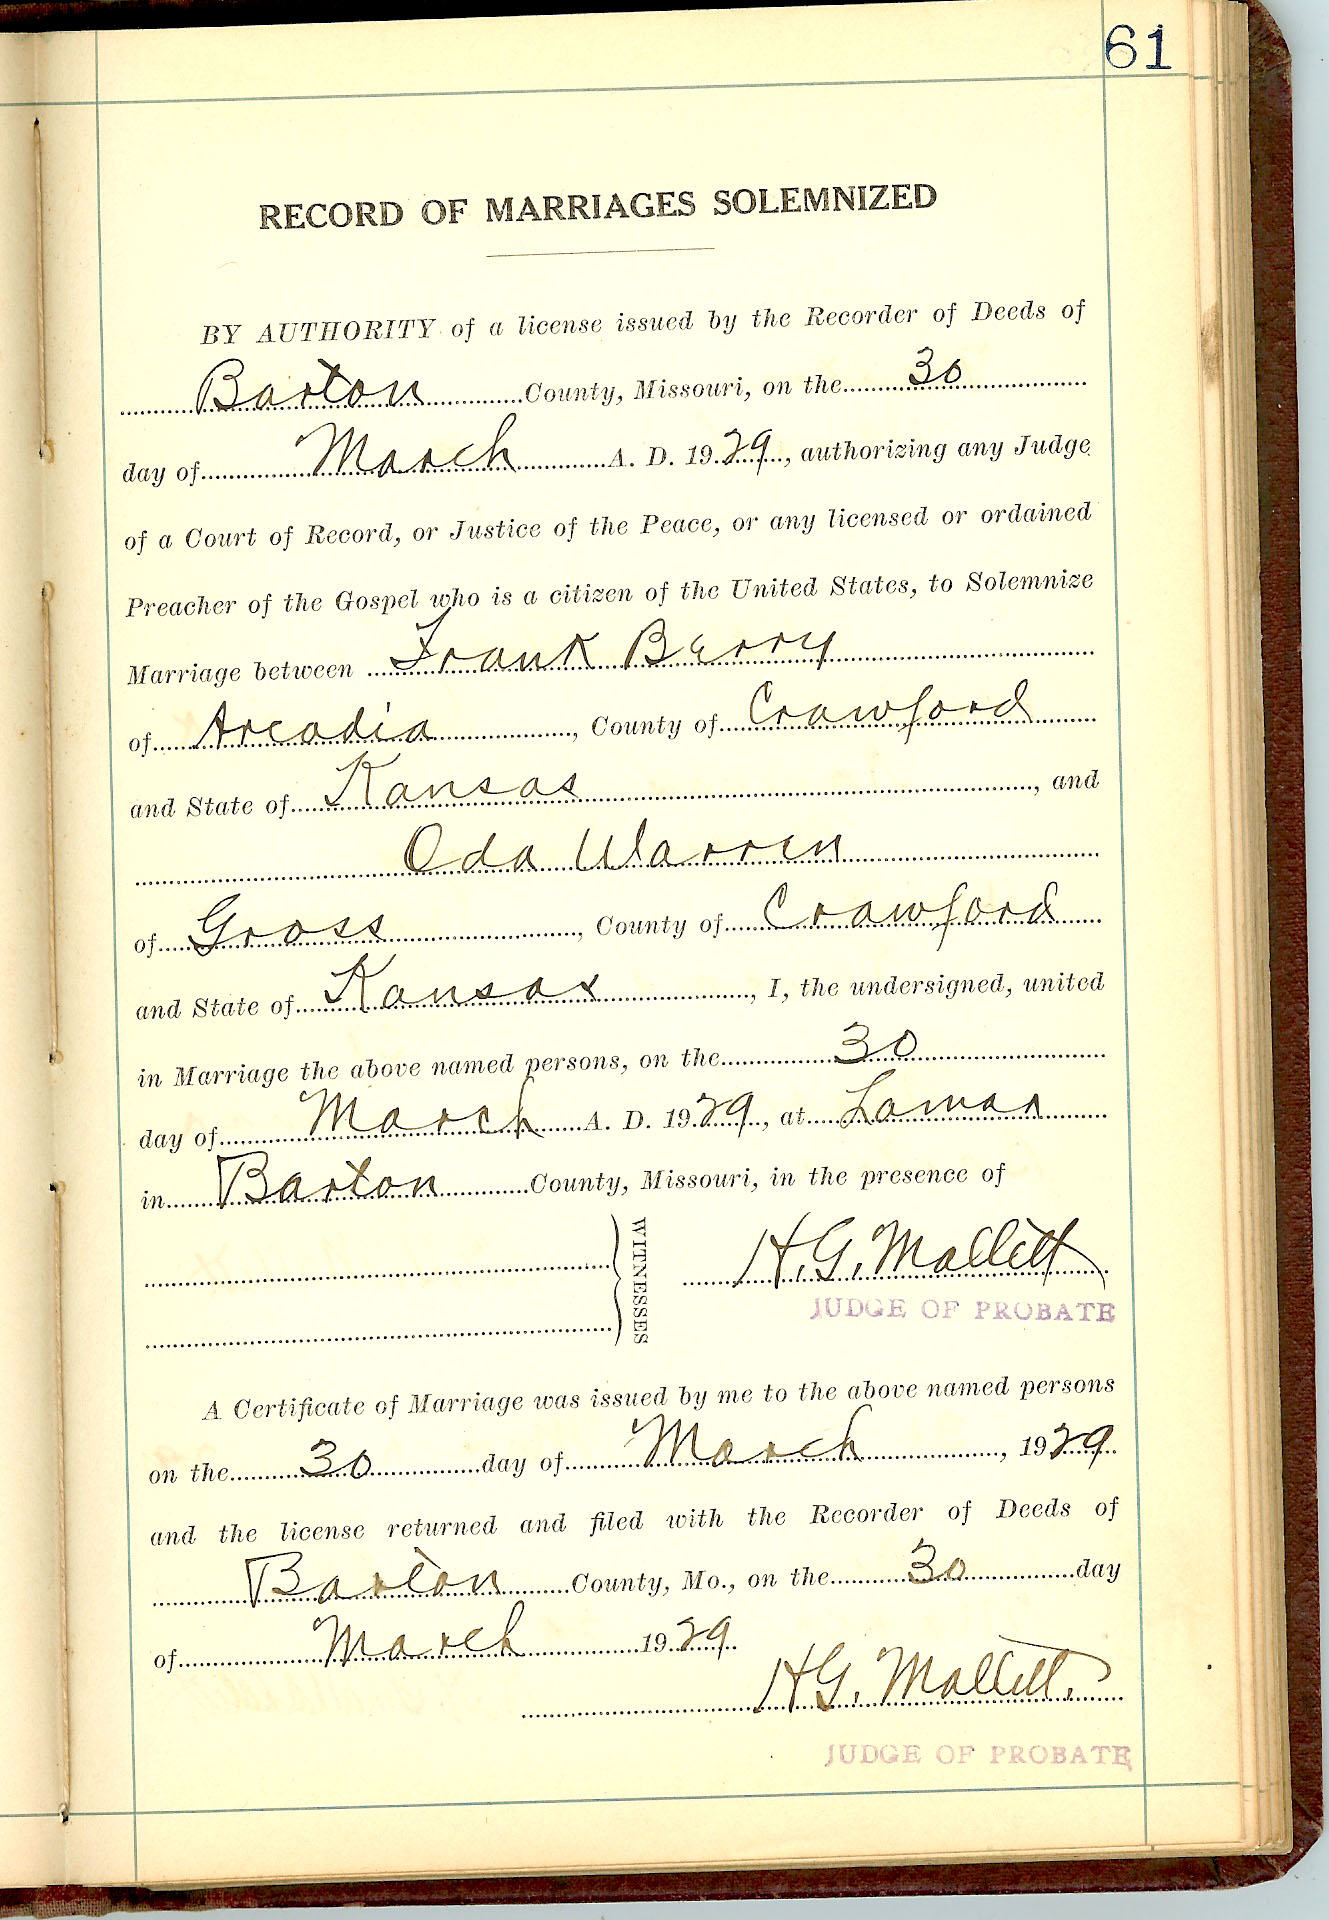 61
RECORD OF MARRIAGES SOLEMNIZED
BY AUTHORITY of a license issued by the Recorder of Deeds of
Barton County, Missouri, on the 30
day of March A. D. 1929, authorizing any Judge
of a Court of Record, or Justice of the Peace, or any licensed or ordained
Preacher of the Gospel who is a citizen of the United States, to Solemnize
Marriage between Frank Berry
of Arcadia, County of Crawford
and State of Kansas, and
Oda Warren
of Gross, County of Crawford
and State of Kansas, I, the undersigned, united
in Marriage the above named persons, on the 30
day of March A. D. 1929, at Lamar
in Barton County, Missouri, in the presence of
WITNESSES
H. G. Mallett
JUDGE OF PROBATE
A Certificate of Marriage was issued by me to the above named persons
on the 30 day of March, 1929
and the license returned and filed with the Recorder of Deeds of
Barton County, Mo., on the 30 day
of March 1929
H G. Mallett.
JUDGE OF PROBATE